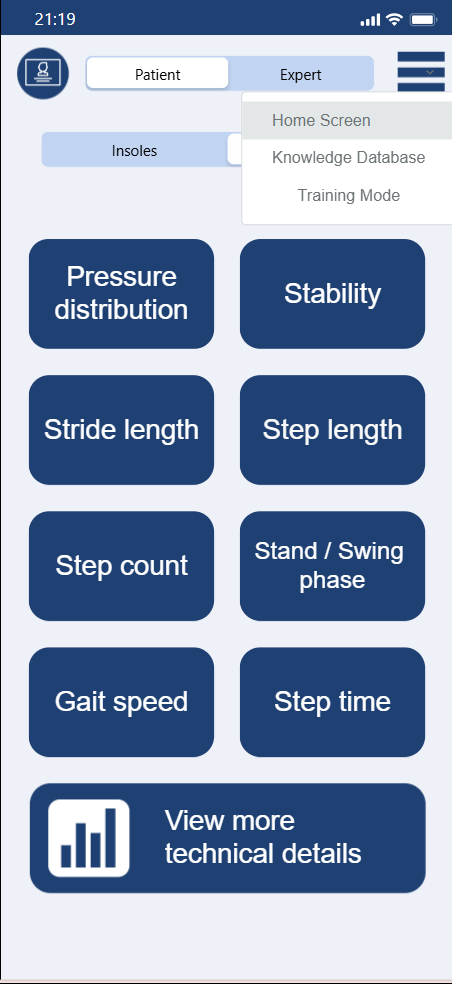 21:19
Patient
Expert
Home Screen
Insoles
Knowledge Database
Training Mode
Pressure
distribution
Stability
Stride length
Step length
Step count
Stand / Swing
phase
Gait speed
Step time
View more
technical details